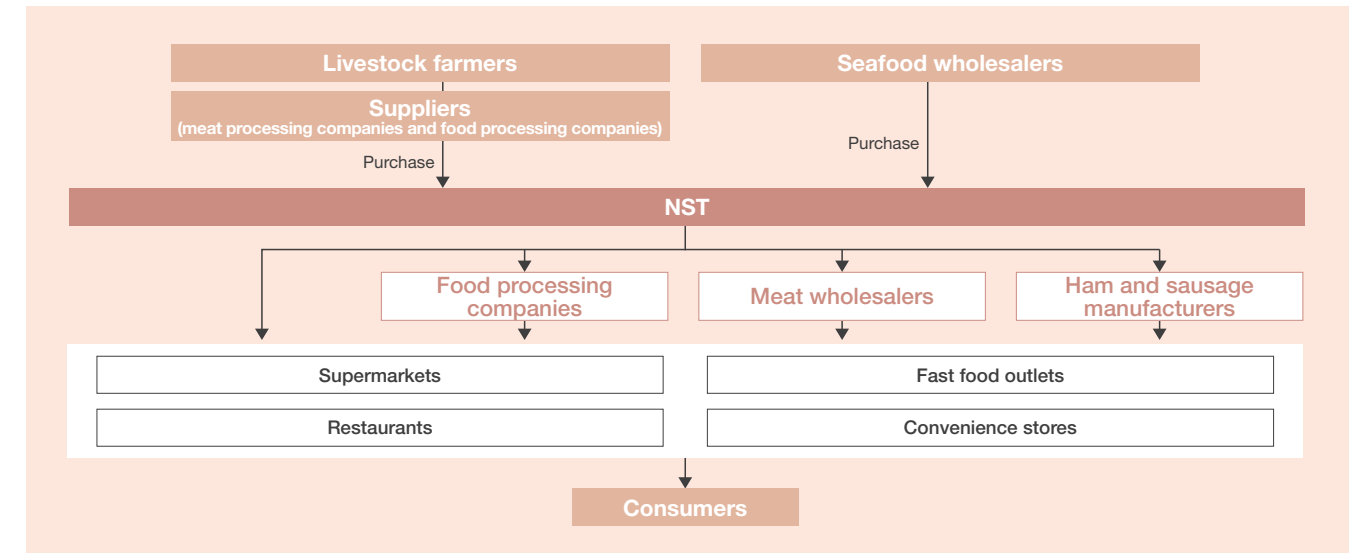 Livestock farmers
Seafood wholesalers
Suppliers
(meat processing companies and food processing companies)
Purchase
Purchase
NST
Food processing
companies
Meat wholesalers
Ham and sausage
manufacturers
Supermarkets
Fast food outlets
Restaurants
Convenience stores
Consumers